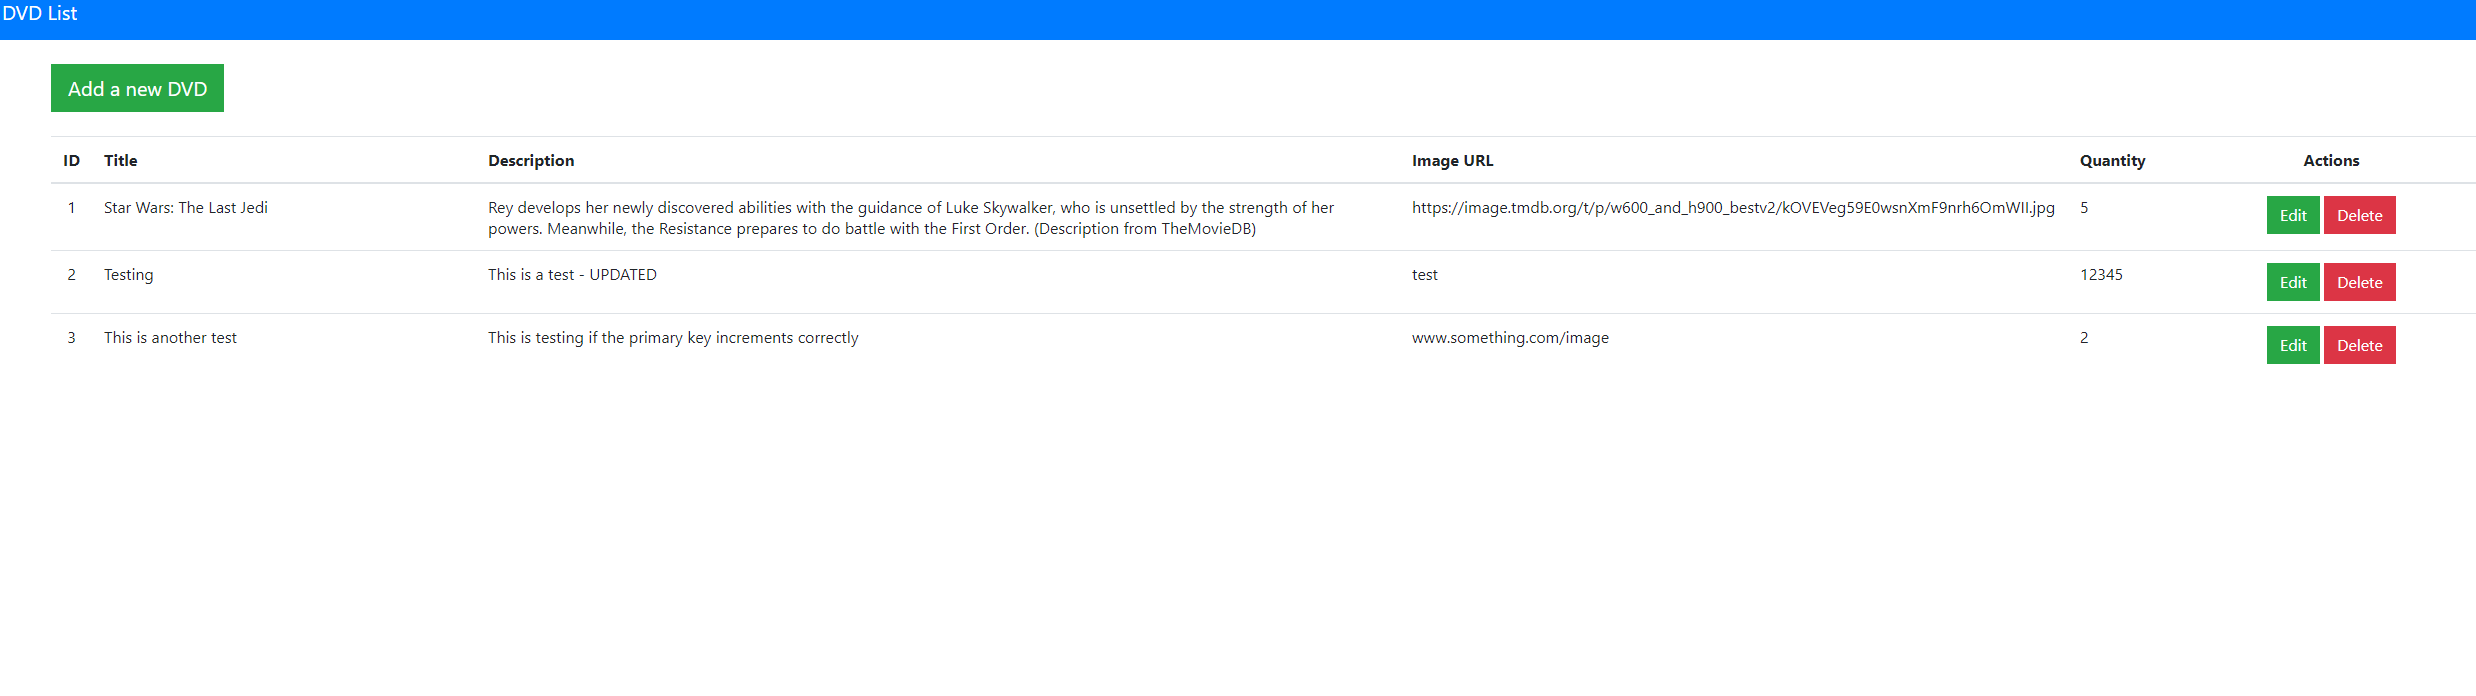 DVD List
Add a new DVD
ID Title Description Image URL Quantity Actions
1 Star Wars: The Last Jedi Rey develops her newly discovered abilities with the guidance of Luke Skywalker, who is unsettled by the strength of her https://image.tmdb.org/t/p/w600_and_h900_bestv2/kOVEVeg59E0wsnXmF9nrh6OmWII.jpg 5 Edit Delete
powers. Meanwhile, the Resistance prepares to do battle with the First Order. (Description from TheMovieDB)
2 Testing This is a test - UPDATED test 12345 Edit Delete
3 This is another test This is testing if the primary key increments correctly www.something.com/image 2 Edit Delete